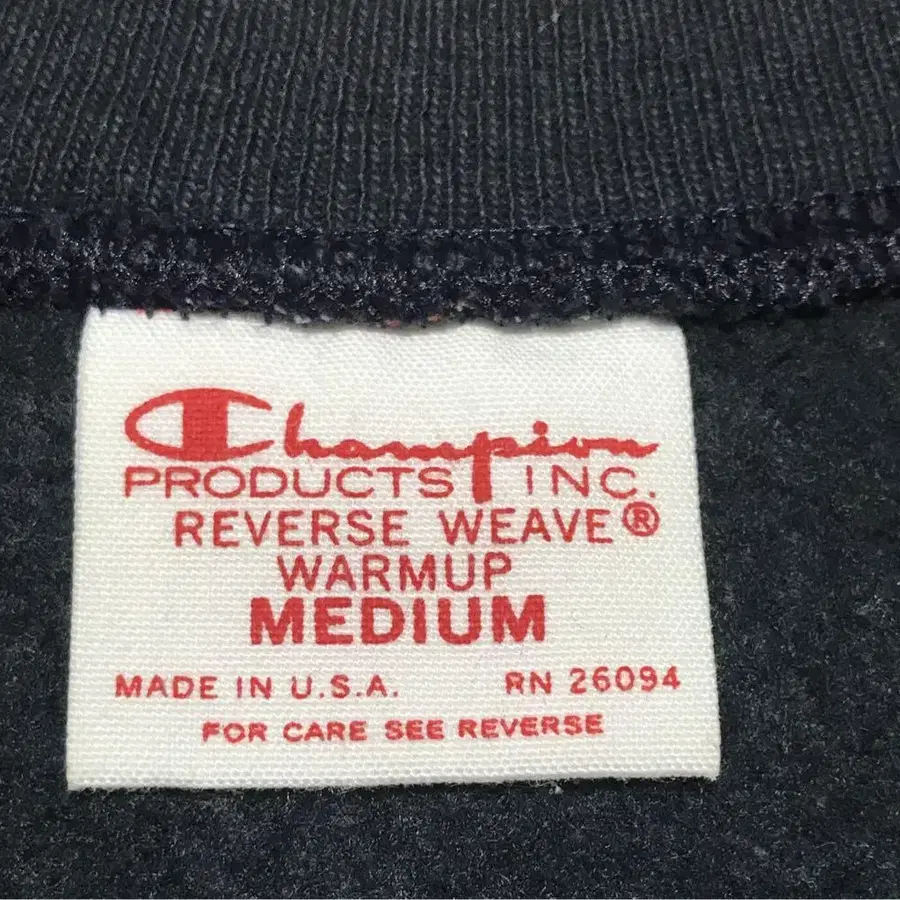 Champion
PRODUCTS INC.
REVERSE WEAVE®
WARMUP
MEDIUM
MADE IN U.S.A. RN 26094
FOR CARE SEE REVERSE